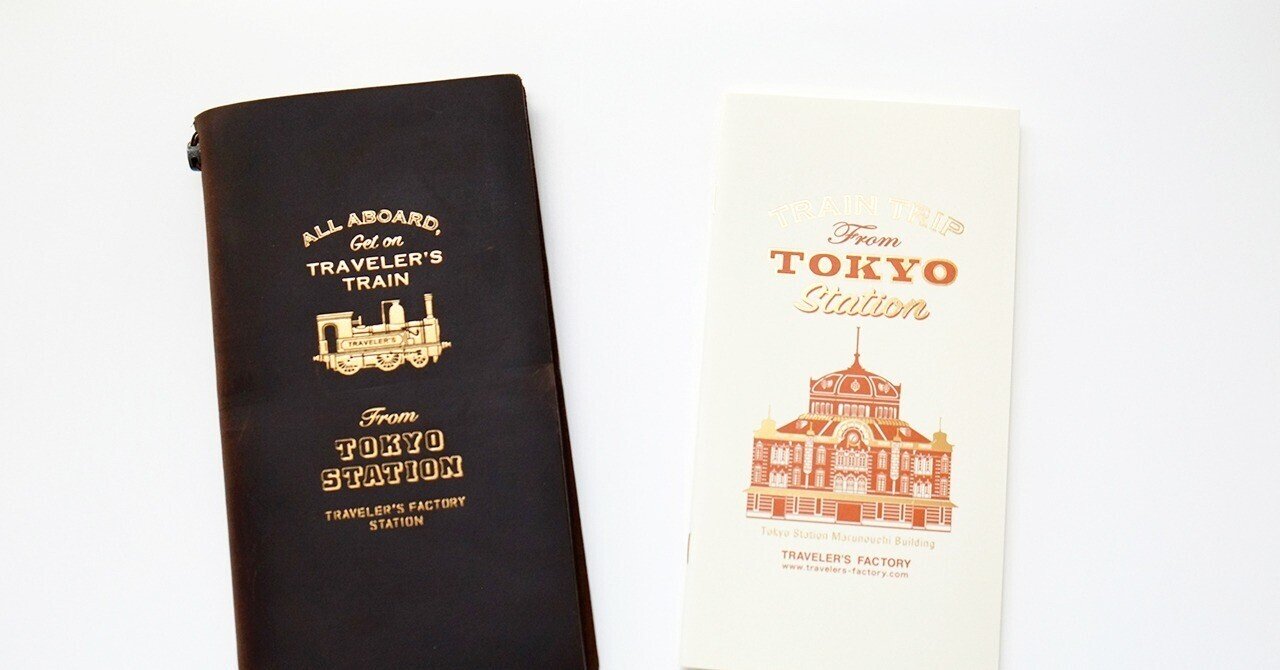 ALL ABOARD,
Get on
TRAVELER'S
TRAIN
TRAVELER'S
From
TOKYO
STATION
TRAVELER'S FACTORY
STATION
TRAIN TRIP
From
TOKYO
Station
Tokyo Station Marunouchi Building
TRAVELER'S FACTORY
www.travelers-factory.com